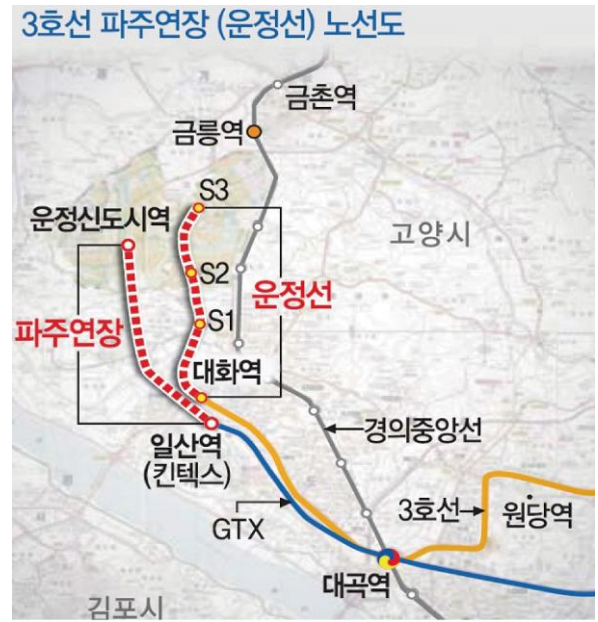 3호선 파주연장 (운정선) 노선도
금촌역
금릉역
S3
운정신도시역
고양시
S2
운정선
S1
파주연장
대화역
일산역
(킨텍스)
경의중앙선
GTX
3호선
원당역
대곡역
김포시